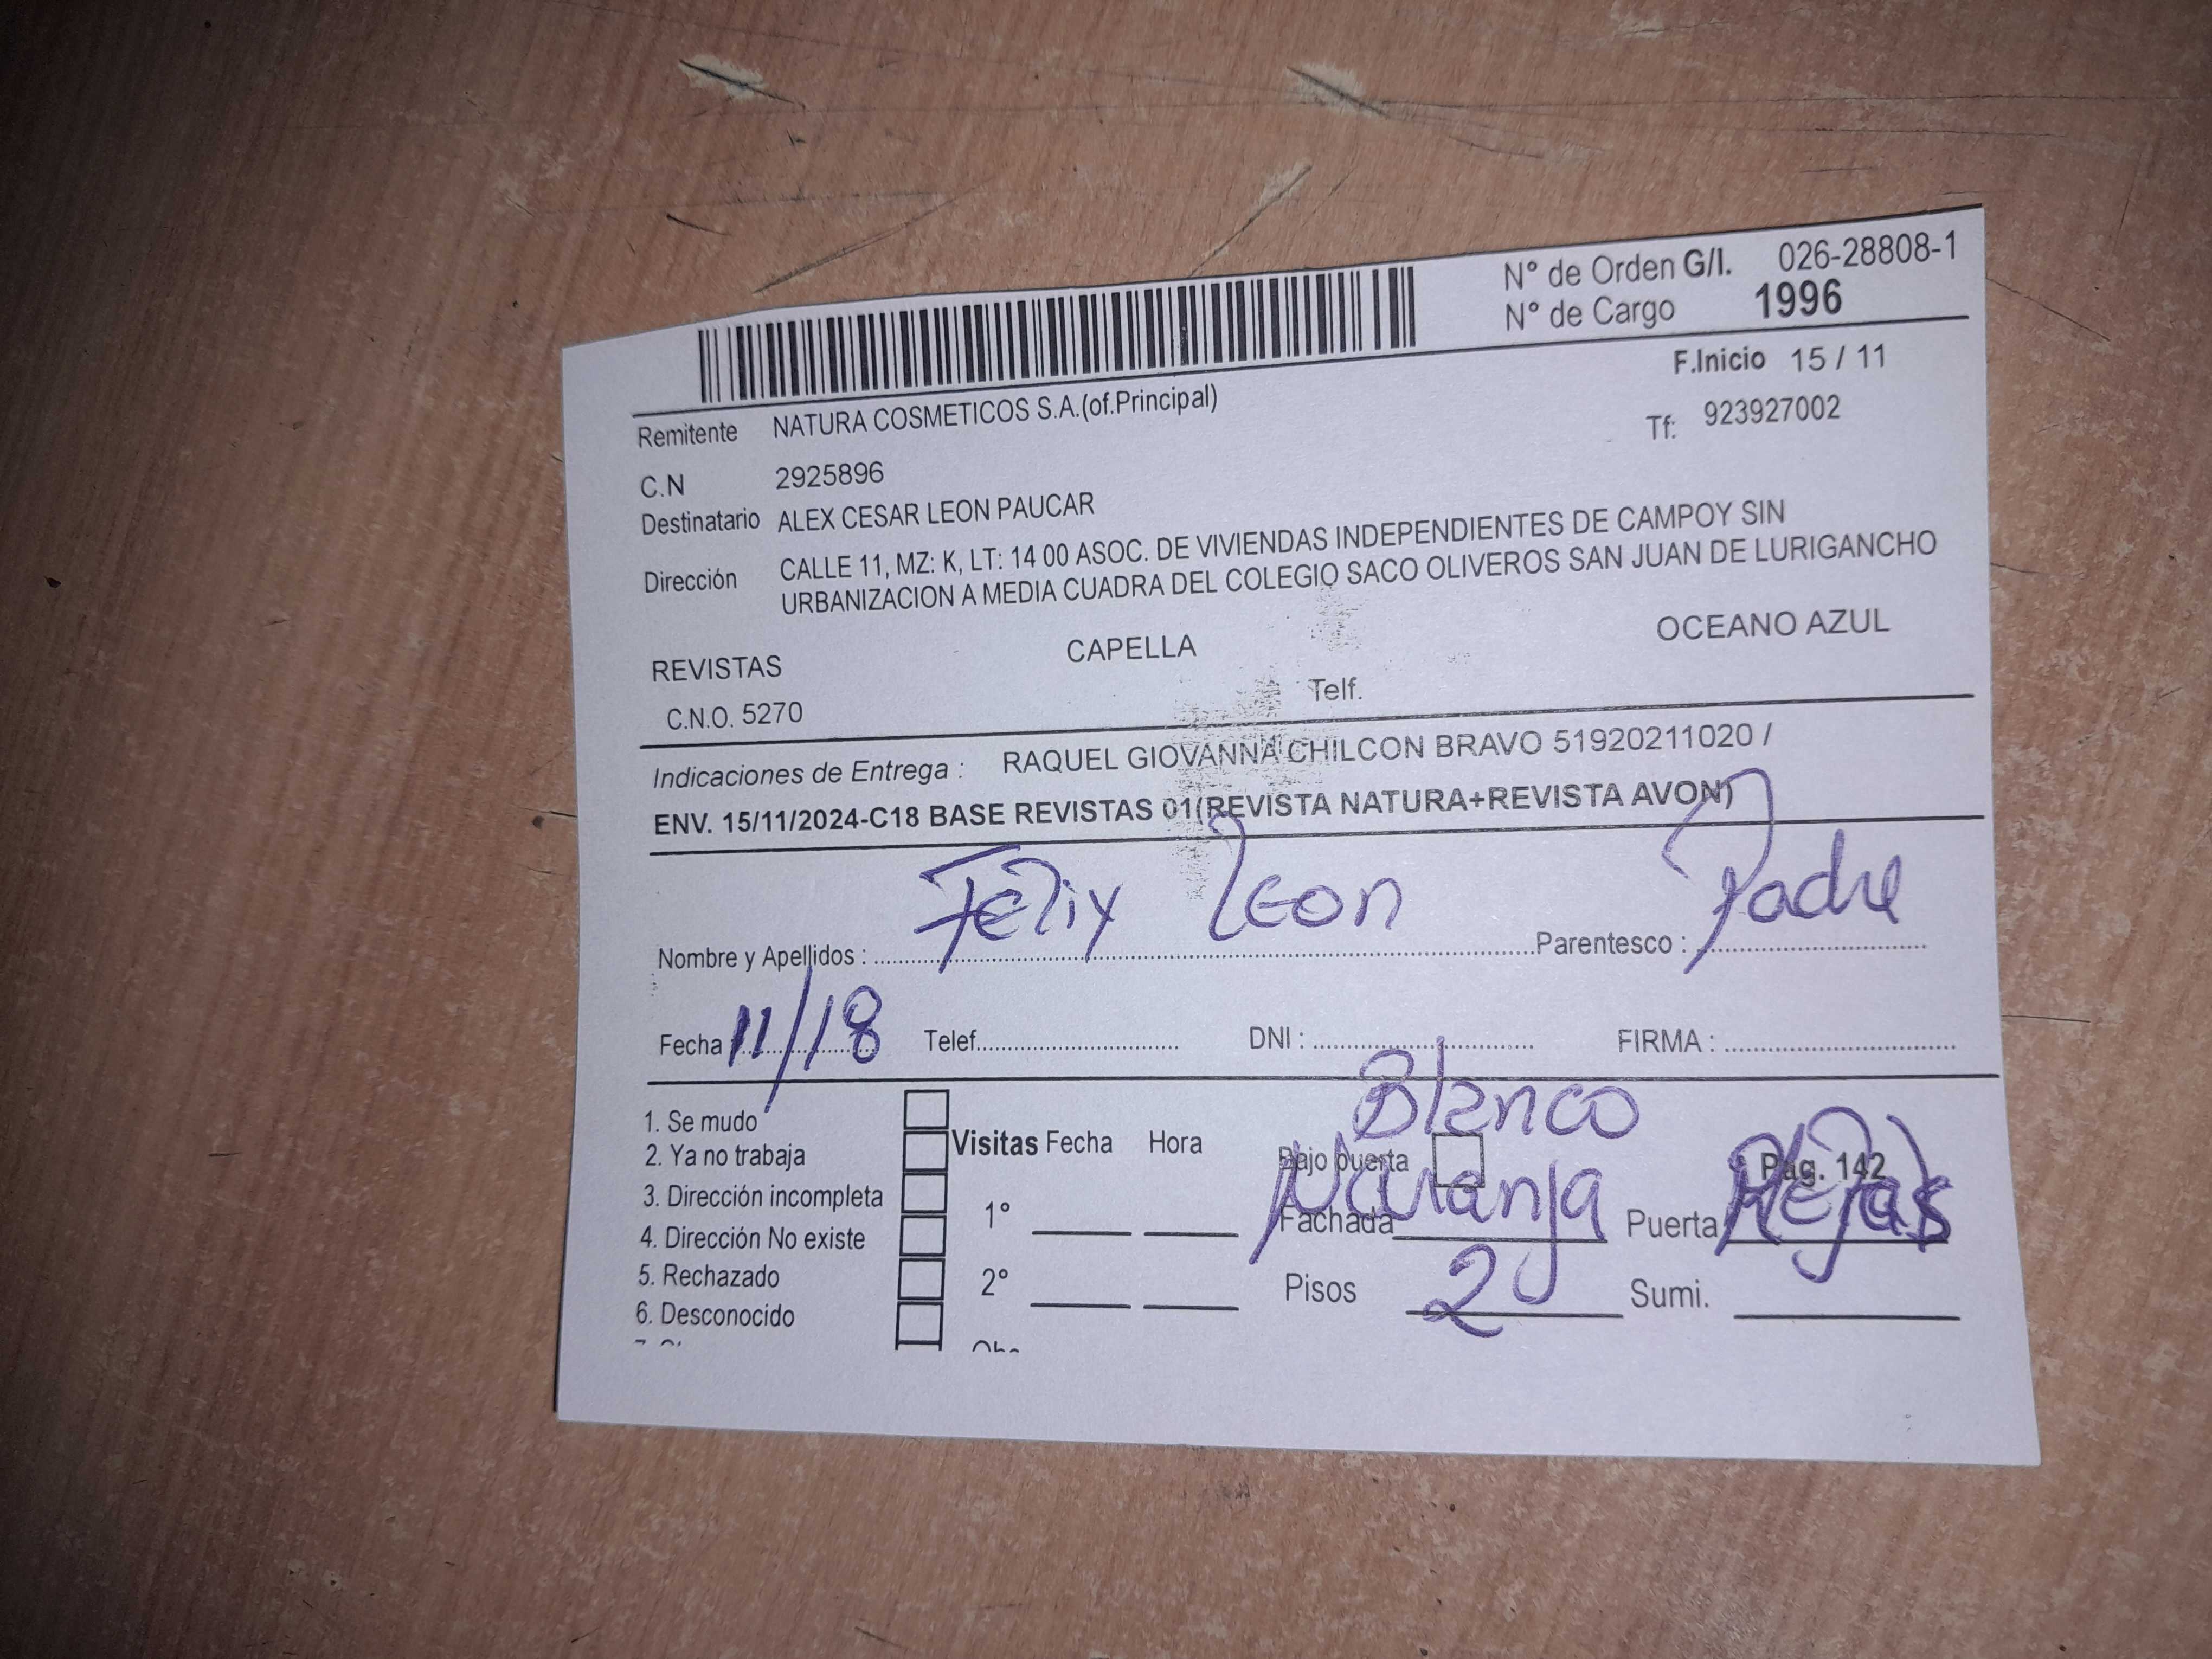 N° de Orden G/I. 026-28808-1
N° de Cargo 1996
F.Inicio 15 / 11
Remitente NATURA COSMETICOS S.A.(of.Principal)
Tf: 923927002
C.N 2925896
Destinatario ALEX CESAR LEON PAUCAR
Dirección CALLE 11, MZ: K, LT: 14 00 ASOC. DE VIVIENDAS INDEPENDIENTES DE CAMPOY SIN
URBANIZACION A MEDIA CUADRA DEL COLEGIO SACO OLIVEROS SAN JUAN DE LURIGANCHO
REVISTAS CAPELLA OCEANO AZUL
C.N.O. 5270 Telf.
Indicaciones de Entrega : RAQUEL GIOVANNA CHILCON BRAVO 51920211020 /
ENV. 15/11/2024-C18 BASE REVISTAS 01(REVISTA NATURA+REVISTA AVON)
Nombre y Apellidos : Felix Leon Parentesco : Padre
Fecha 11/18 Telef. DNI : FIRMA :
Blanco
1. Se mudo
2. Ya no trabaja
3. Dirección incompleta
4. Dirección No existe
5. Rechazado
6. Desconocido
Visitas Fecha Hora
1°
2°
Bajo puerta Pag. 142
Fachada Naranja Puerta Rejas
Pisos 2 Sumi.